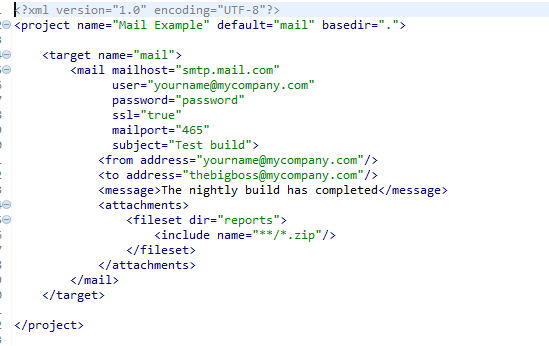 <?xml version="1.0" encoding="UTF-8"?>
<project name="Mail Example" default="mail" basedir=".">
<target name="mail">
<mail mailhost="smtp.mail.com"
user="yourname@mycompany.com"
password="password"
ssl="true"
mailport="465"
subject="Test build">
<from address="yourname@mycompany.com"/>
<to address="thebigboss@mycompany.com"/>
<message>The nightly build has completed</message>
<attachments>
<fileset dir="reports">
<include name="**/*.zip"/>
</fileset>
</attachments>
</mail>
</target>
</project>